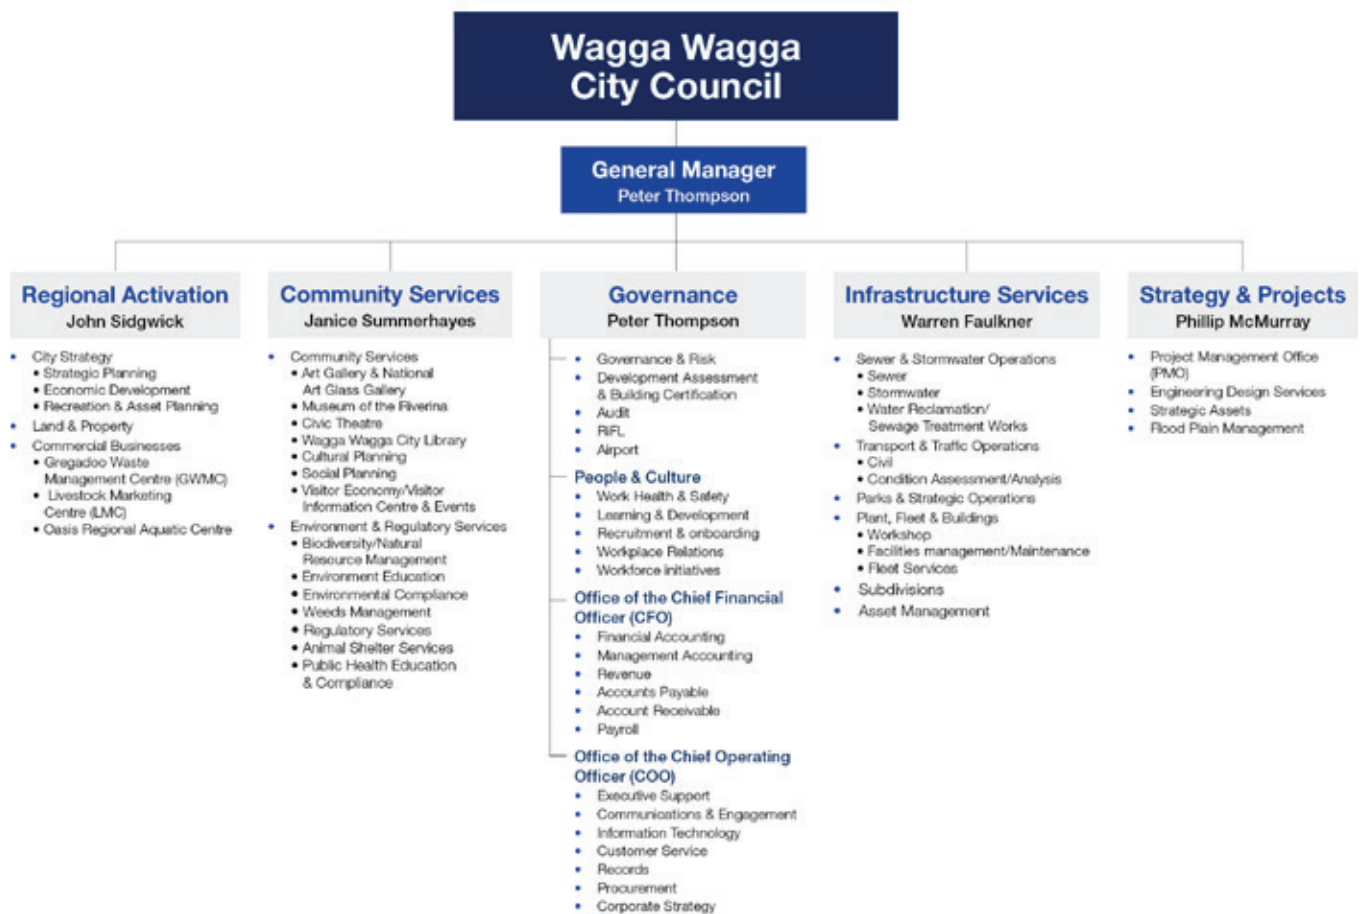 Wagga Wagga
City Council
General Manager
Peter Thompson
Regional Activation
John Sidgwick
• City Strategy
• Strategic Planning
• Economic Development
• Recreation & Asset Planning
• Land & Property
• Commercial Businesses
• Gregadoo Waste
Management Centre (GWMC)
• Livestock Marketing
Centre (LMC)
• Oasis Regional Aquatic Centre
Community Services
Janice Summerhayes
• Community Services
• Art Gallery & National
Art Glass Gallery
• Museum of the Riverina
• Civic Theatre
• Wagga Wagga City Library
• Cultural Planning
• Social Planning
• Visitor Economy/Visitor
Information Centre & Events
• Environment & Regulatory Services
• Biodiversity/Natural
Resource Management
• Environment Education
• Environmental Compliance
• Weeds Management
• Regulatory Services
• Animal Shelter Services
• Public Health Education
& Compliance
Governance
Peter Thompson
• Governance & Risk
• Development Assessment
& Building Certification
• Audit
• RiFL
• Airport
People & Culture
• Work Health & Safety
• Learning & Development
• Recruitment & onboarding
• Workplace Relations
• Workforce initiatives
Office of the Chief Financial
Officer (CFO)
• Financial Accounting
• Management Accounting
• Revenue
• Accounts Payable
• Account Receivable
• Payroll
Office of the Chief Operating
Officer (COO)
• Executive Support
• Communications & Engagement
• Information Technology
• Customer Service
• Records
• Procurement
• Corporate Strategy
Infrastructure Services
Warren Faulkner
• Sewer & Stormwater Operations
• Sewer
• Stormwater
• Water Reclamation/
Sewage Treatment Works
• Transport & Traffic Operations
• Civil
• Condition Assessment/Analysis
• Parks & Strategic Operations
• Plant, Fleet & Buildings
• Workshop
• Facilities management/Maintenance
• Fleet Services
• Subdivisions
• Asset Management
Strategy & Projects
Phillip McMurray
• Project Management Office
(PMO)
• Engineering Design Services
• Strategic Assets
• Flood Plain Management